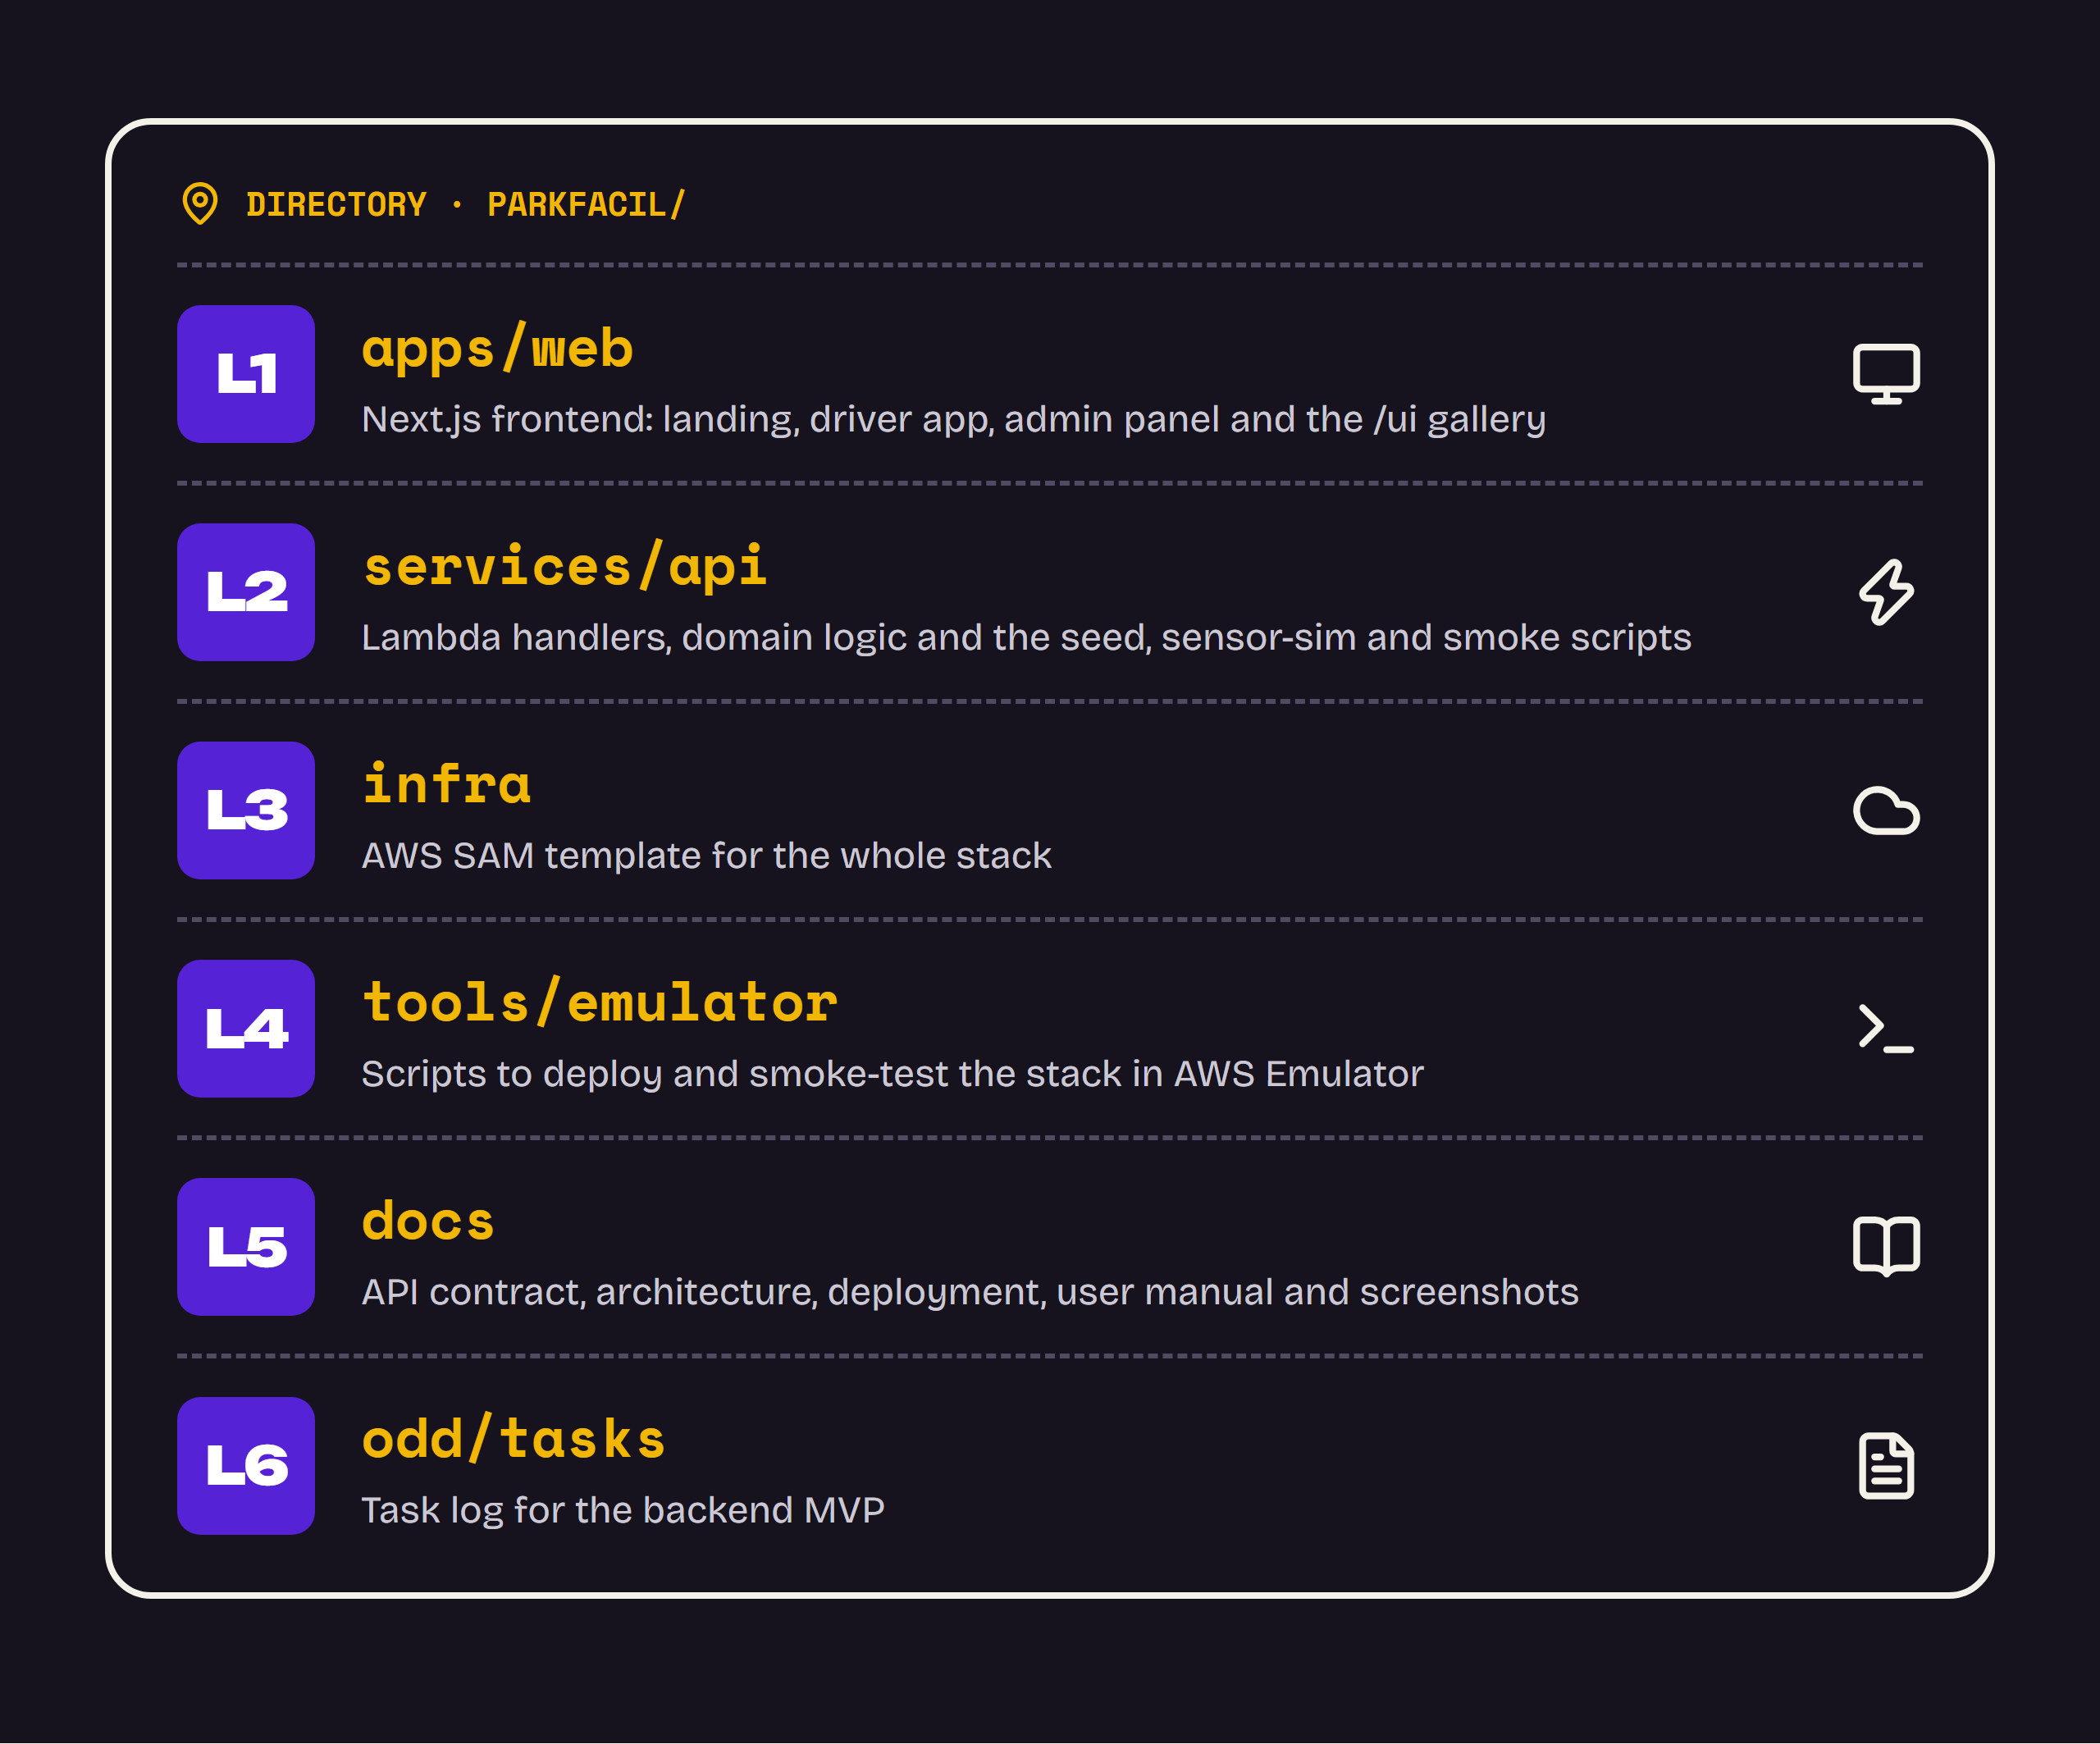 DIRECTORY · PARKFACIL/
L1
apps/web
Next.js frontend: landing, driver app, admin panel and the /ui gallery
L2
services/api
Lambda handlers, domain logic and the seed, sensor-sim and smoke scripts
L3
infra
AWS SAM template for the whole stack
L4
tools/emulator
Scripts to deploy and smoke-test the stack in AWS Emulator
L5
docs
API contract, architecture, deployment, user manual and screenshots
L6
odd/tasks
Task log for the backend MVP